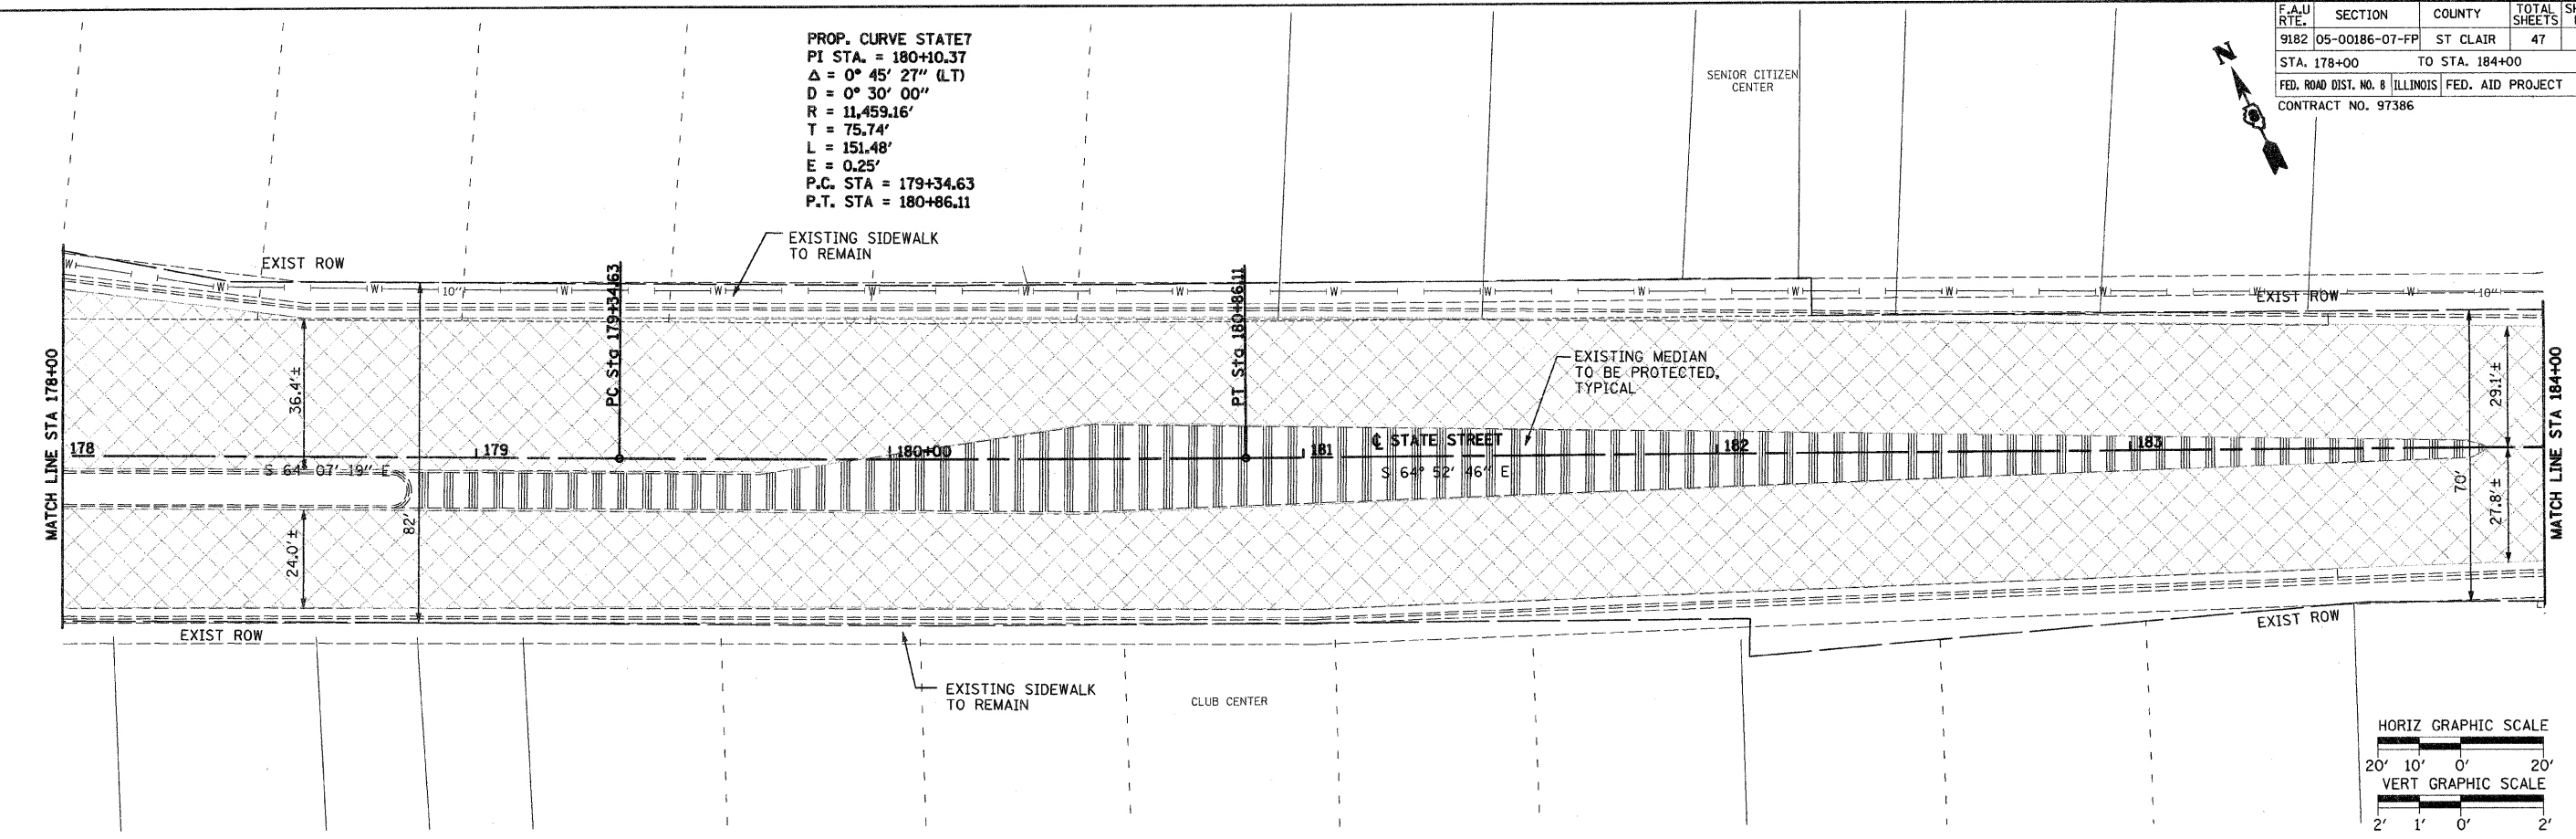 F.A.U RTE. SECTION COUNTY TOTAL SHEETS
9182 05-00186-07-FP ST CLAIR 47
STA. 178+00 TO STA. 184+00
FED. ROAD DIST. NO. 8 ILLINOIS FED. AID PROJECT
CONTRACT NO. 97386
N
PROP. CURVE STATE7
PI STA. = 180+10.37
Δ = 0° 45' 27" (LT)
D = 0° 30' 00"
R = 11,459.16'
T = 75.74'
L = 151.48'
E = 0.25'
P.C. STA = 179+34.63
P.T. STA = 180+86.11
SENIOR CITIZEN
CENTER
EXISTING SIDEWALK
TO REMAIN
EXIST ROW
W W W 10" W W W W W W W W W W W W W 10"
EXIST ROW
MATCH LINE STA 178+00
36.4'±
PC Sta 179+34.63
PT Sta 180+86.11
EXISTING MEDIAN
TO BE PROTECTED,
TYPICAL
29.1'±
MATCH LINE STA 184+00
178 179 180+00 181 182 183
℄ STATE STREET
S 64° 07' 19" E
S 64° 52' 46" E
82'
24.0'±
70'
27.8'±
EXIST ROW
EXIST ROW
EXISTING SIDEWALK
TO REMAIN
CLUB CENTER
HORIZ GRAPHIC SCALE
20' 10' 0' 20'
VERT GRAPHIC SCALE
2' 1' 0' 2'